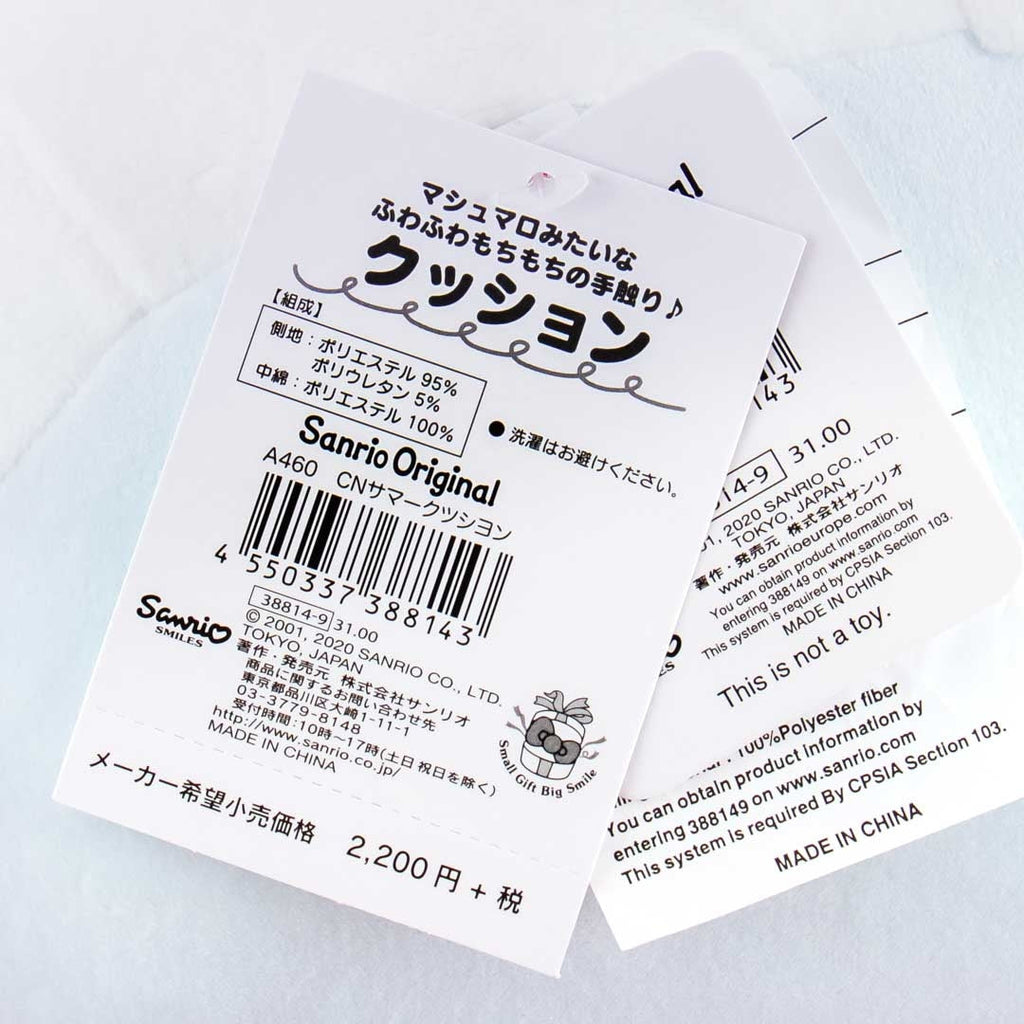 マシュマロみたいな
ふわふわもちもちの手触り♪
クッション
【組成】
側地：ポリエステル 95%
ポリウレタン 5%
中綿：ポリエステル 100%
●洗濯はお避けください。
Sanrio Original
A460 CNサマークツシヨン
4 550337 388143
Sanrio
SMILES
38814-9 31.00
© 2001, 2020 SANRIO CO., LTD.
TOKYO, JAPAN
著作・発売元 株式会社サンリオ
商品に関するお問い合わせ先
東京都品川区大崎1-11-1
03-3779-8148
受付時間:10時〜17時(土日祝日を除く)
http://www.sanrio.co.jp/
MADE IN CHINA
Small Gift Big Smile
メーカー希望小売価格 2,200円+税
143
14-9 31.00
01, 2020 SANRIO CO., LTD.
TOKYO, JAPAN
著作・発売元 株式会社サンリオ
www.sanrioeurope.com
You can obtain product information by
entering 388149 on www.sanrio.com
This system is required by CPSIA Section 103.
MADE IN CHINA
This is not a toy.
100%Polyester fiber
You can obtain product information by
entering 388149 on www.sanrio.com
This system is required By CPSIA Section 103.
MADE IN CHINA